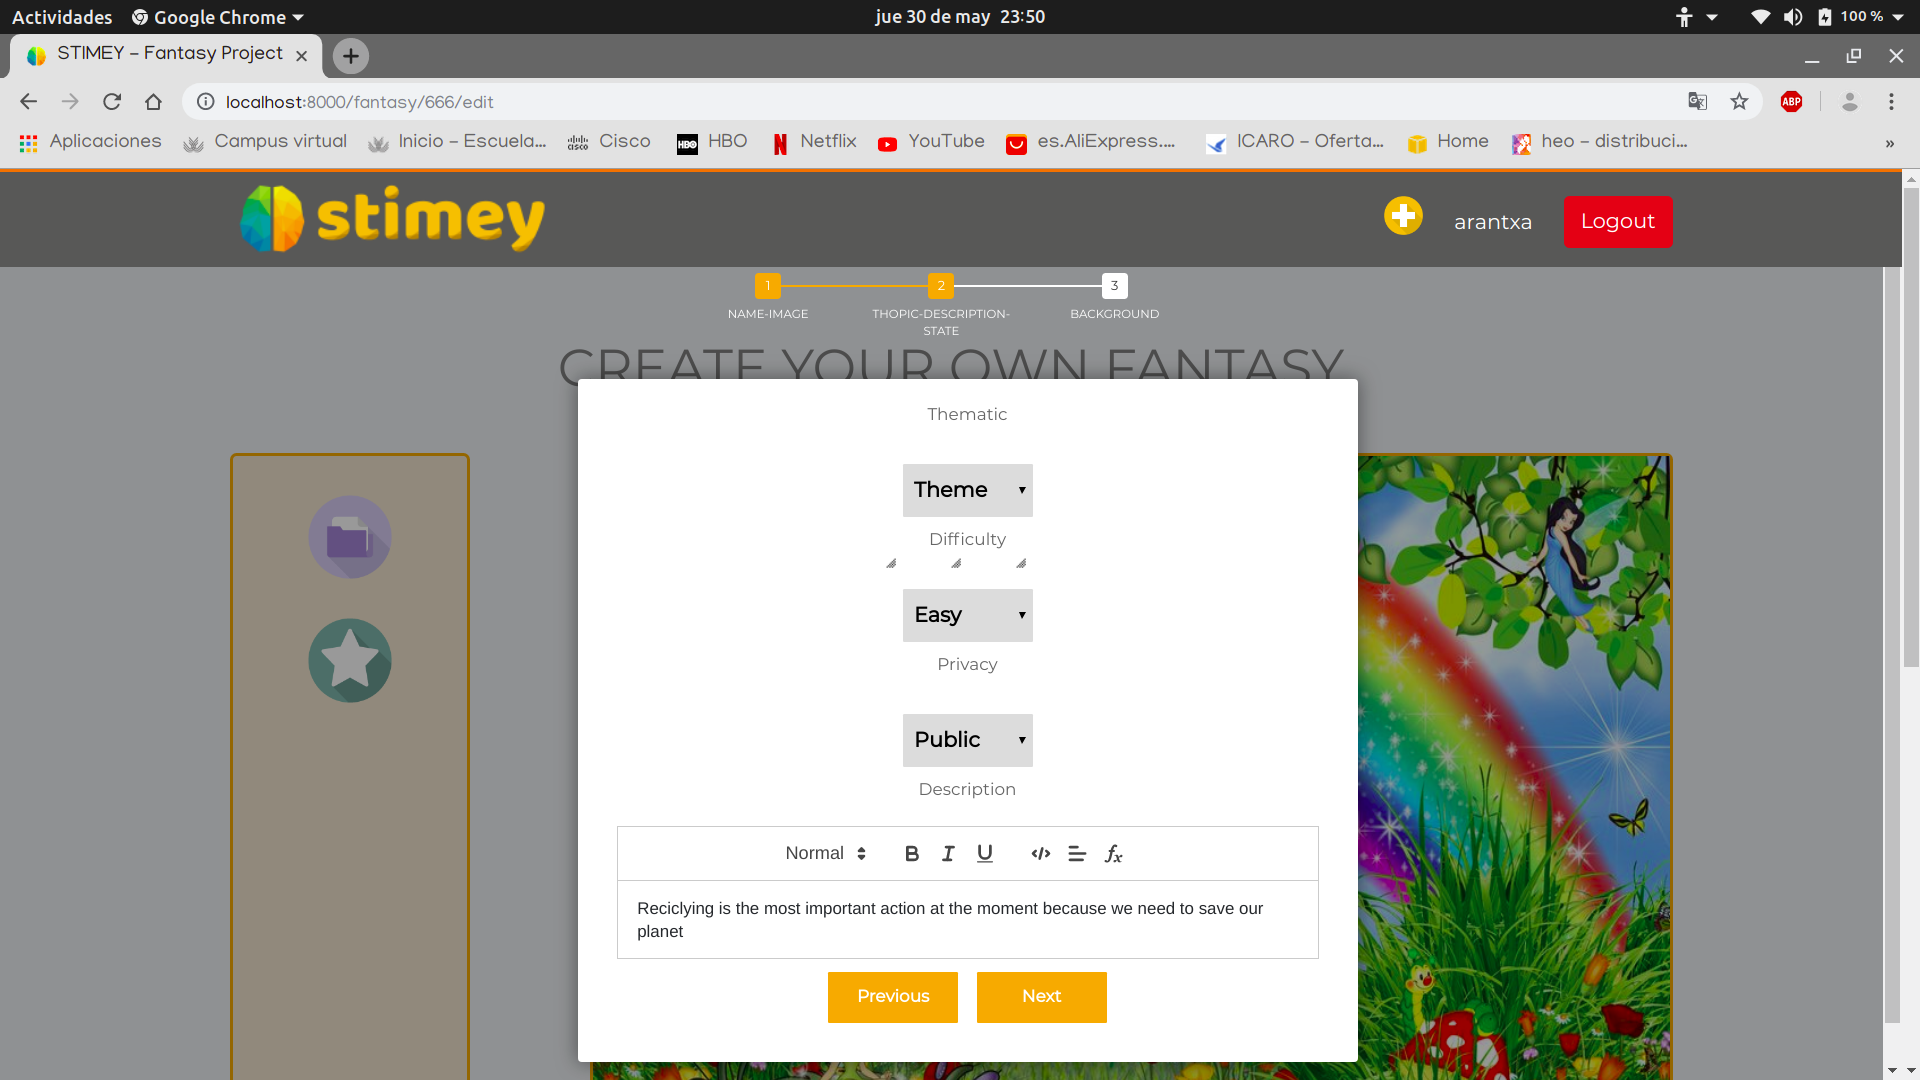 Actividades Google Chrome jue 30 de may 23:50 100 %
STIMEY – Fantasy Project
localhost:8000/fantasy/666/edit
Aplicaciones Campus virtual Inicio – Escuela... Cisco HBO Netflix YouTube es.AliExpress.... ICARO – Oferta... Home heo – distribuci... »
stimey arantxa Logout
1 2 3
NAME-IMAGE THOPIC-DESCRIPTION- BACKGROUND
STATE
CREATE YOUR OWN FANTASY
Thematic
Theme
Difficulty
Easy
Privacy
Public
Description
Normal B I U </> fx
Reciclying is the most important action at the moment because we need to save our
planet
Previous Next